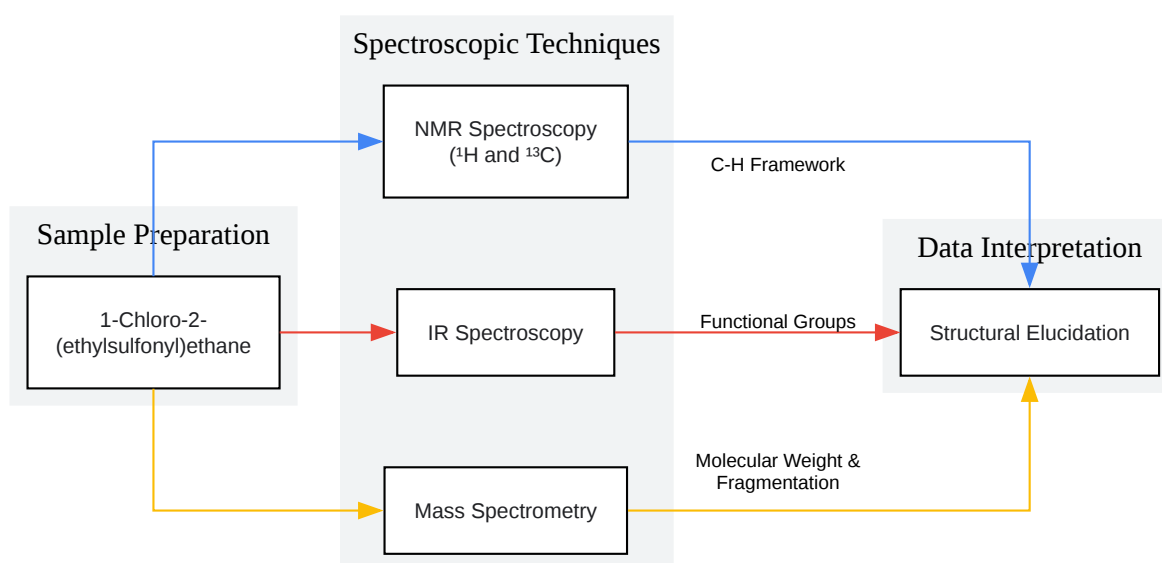 Spectroscopic Techniques
NMR Spectroscopy
(¹H and ¹³C)
C-H Framework
Sample Preparation
Data Interpretation
1-Chloro-2-
(ethylsulfonyl)ethane
IR Spectroscopy
Functional Groups
Structural Elucidation
Molecular Weight &
Fragmentation
Mass Spectrometry